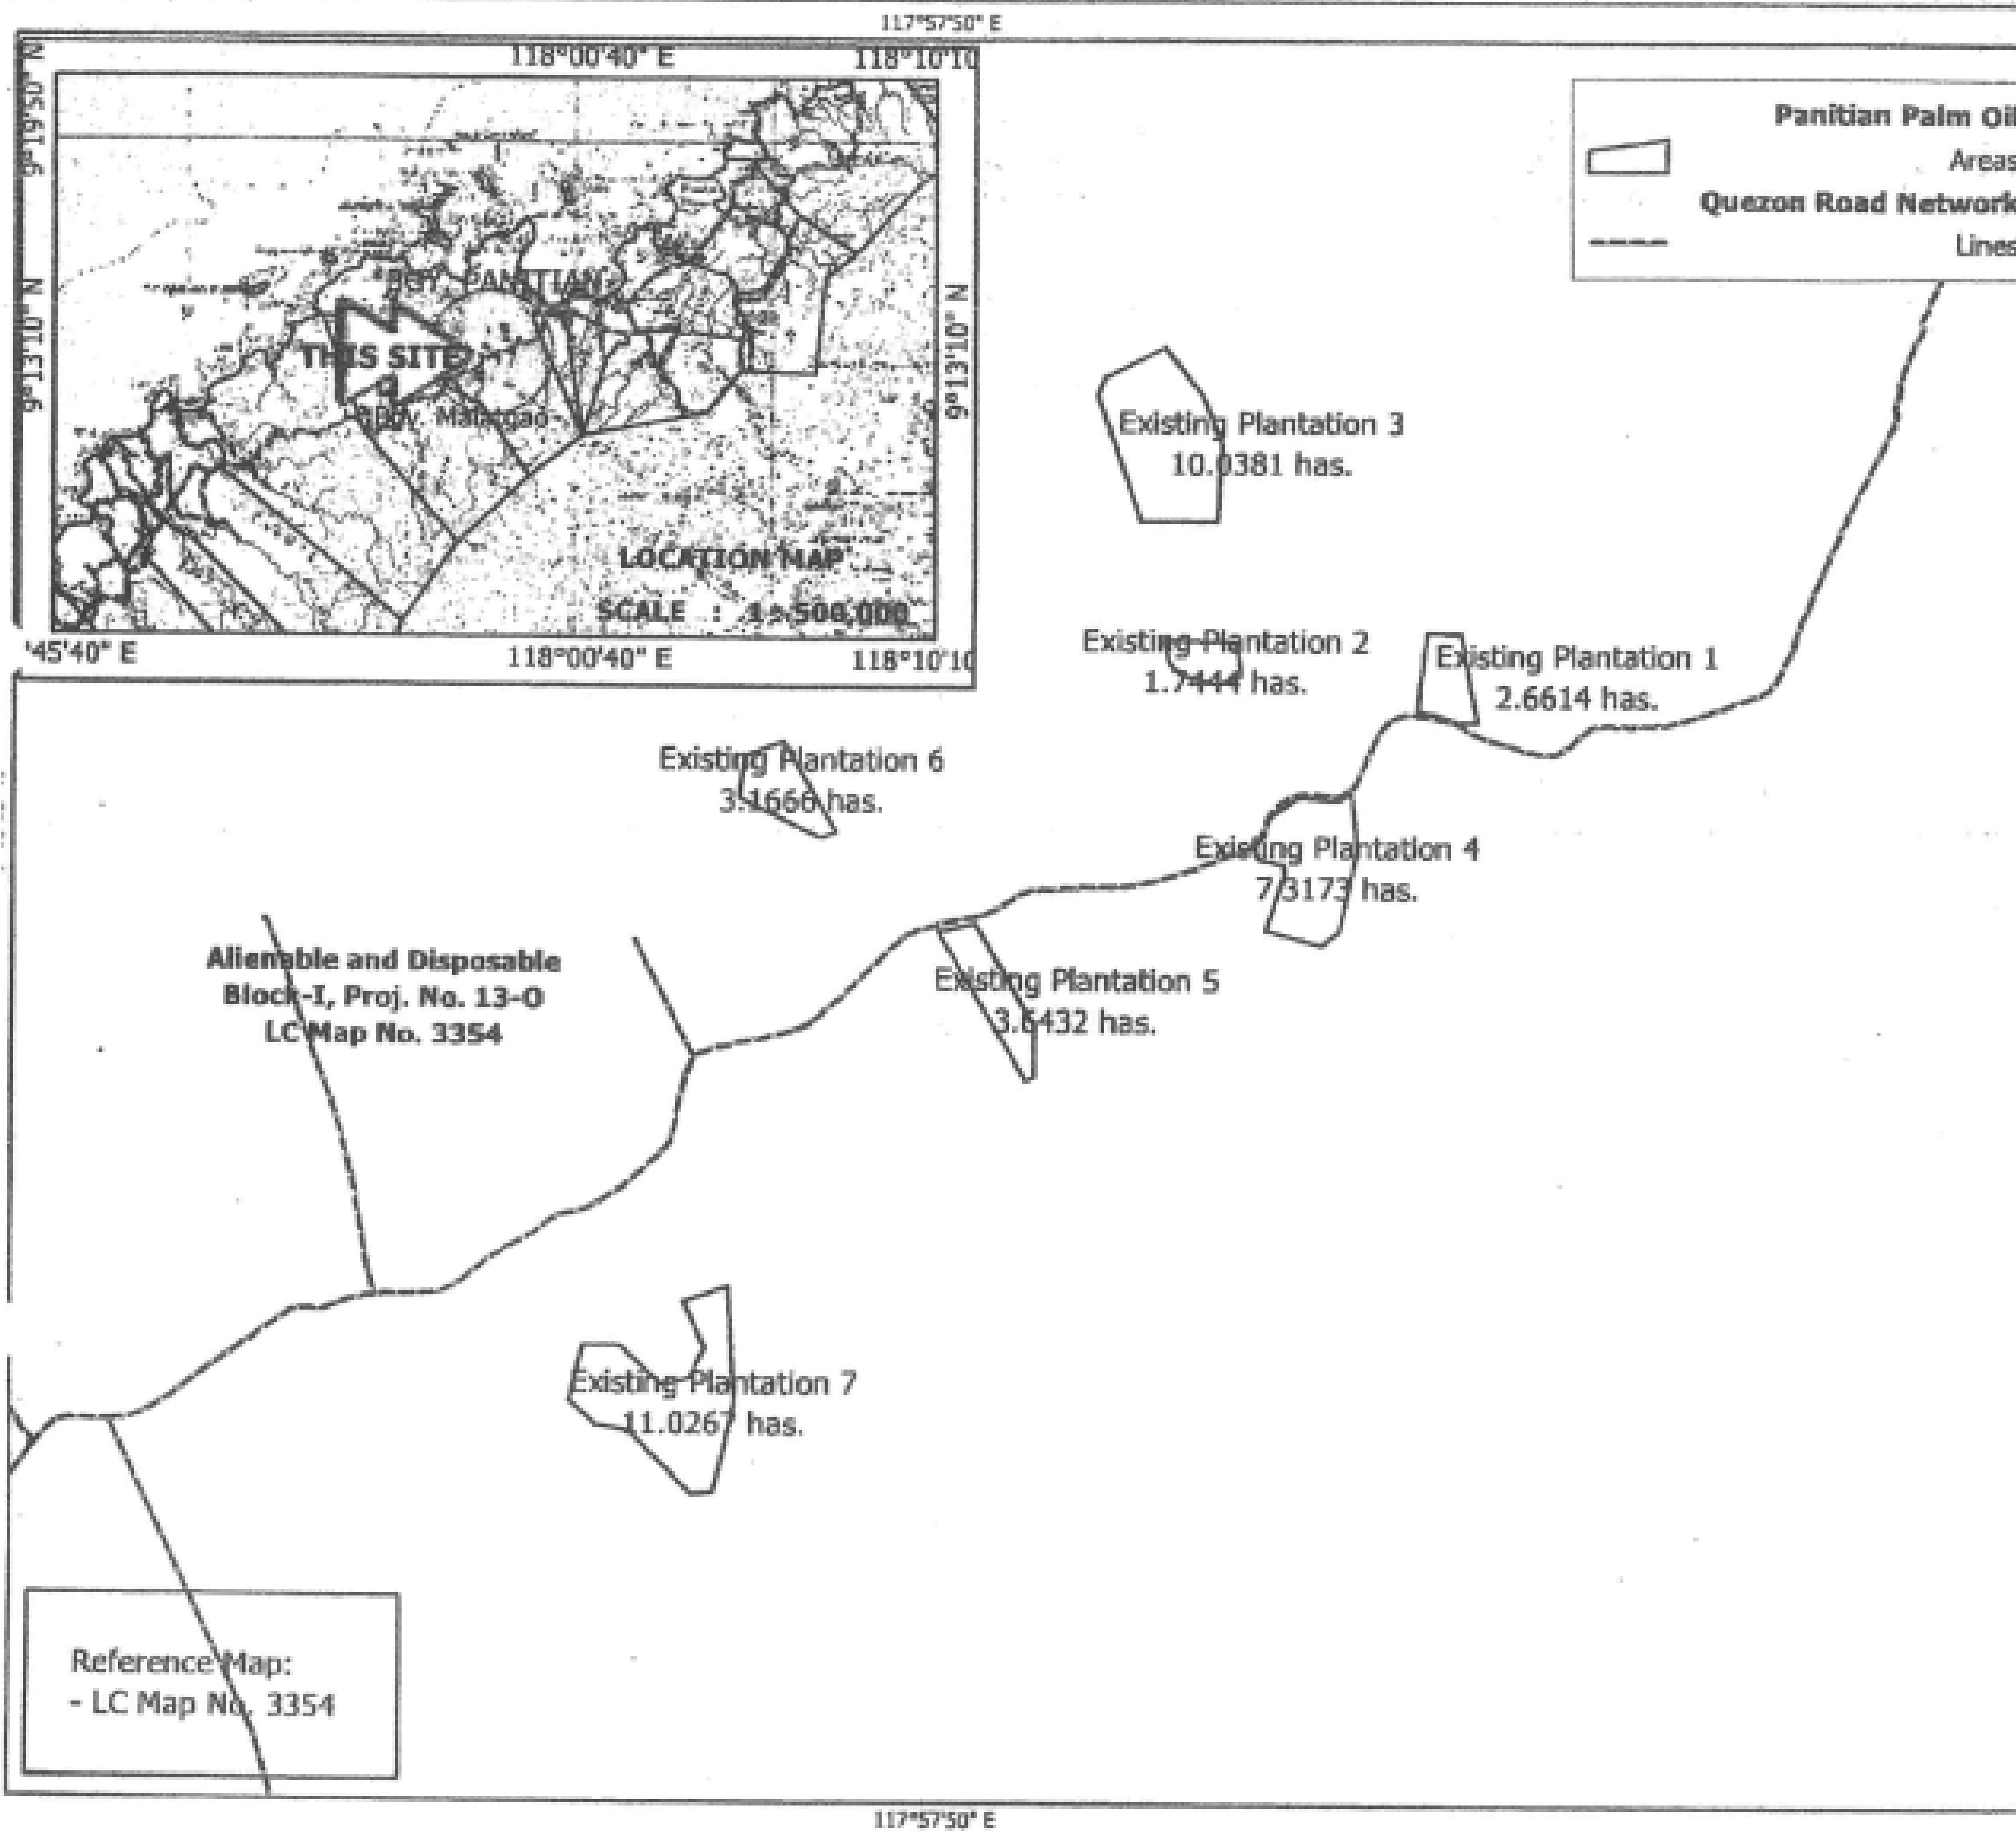 117°57'50" E
118°00'40" E
118°10'10
9°19'50" N
9°13'10" N
9°13'10" N
BGY. PANITIAN
THIS SITE
Bgy. Malatgao
LOCATION MAP
SCALE : 1:500,000
'45'40" E
118°00'40" E
118°10'10
Panitian Palm Oil
Areas
Quezon Road Network
Lines
Existing Plantation 3
10.0381 has.
Existing Plantation 2
1.7444 has.
Existing Plantation 1
2.6614 has.
Existing Plantation 6
3.1666 has.
Existing Plantation 4
7.3173 has.
Alienable and Disposable
Block-I, Proj. No. 13-O
LC Map No. 3354
Existing Plantation 5
3.6432 has.
Existing Plantation 7
11.0267 has.
Reference Map:
- LC Map No. 3354
117°57'50" E